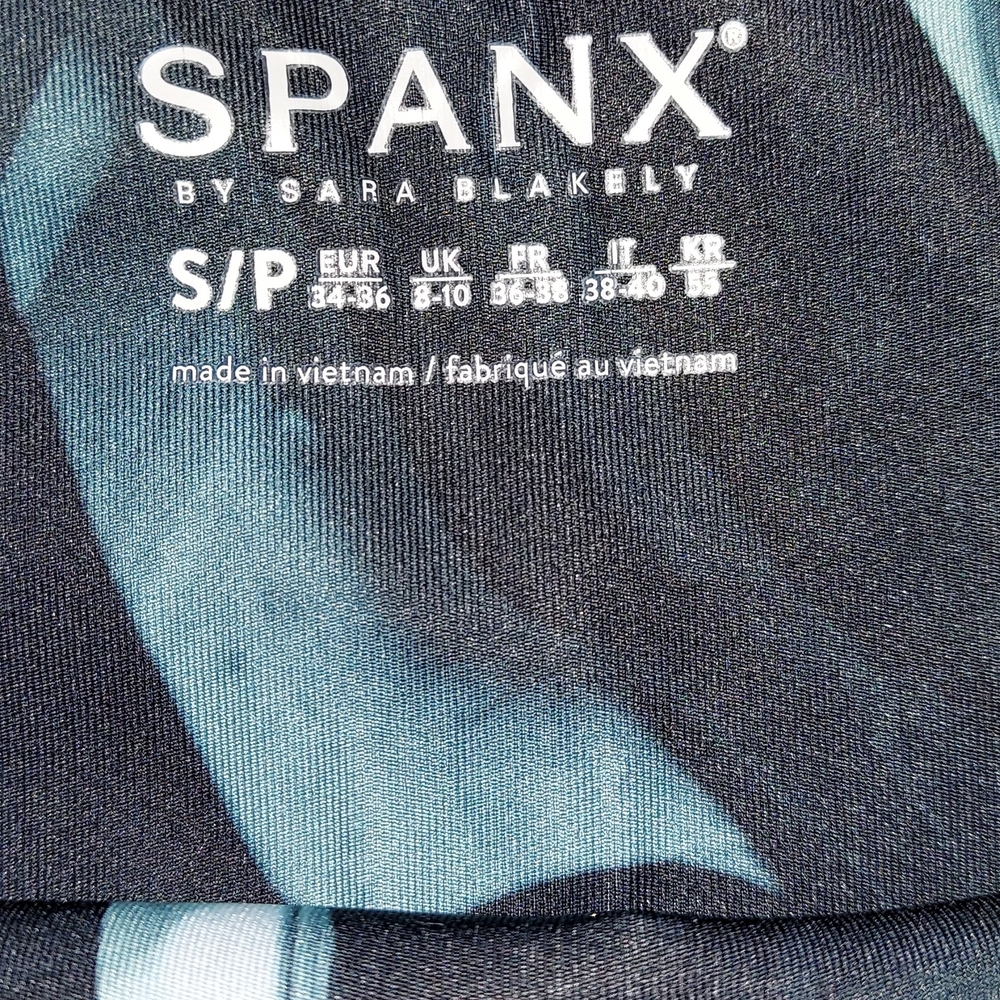 SPANX®
BY SARA BLAKELY
S/P EUR 34-36 UK 8-10 FR 36-38 IT 38-40 KR 55
made in vietnam / fabriqué au vietnam